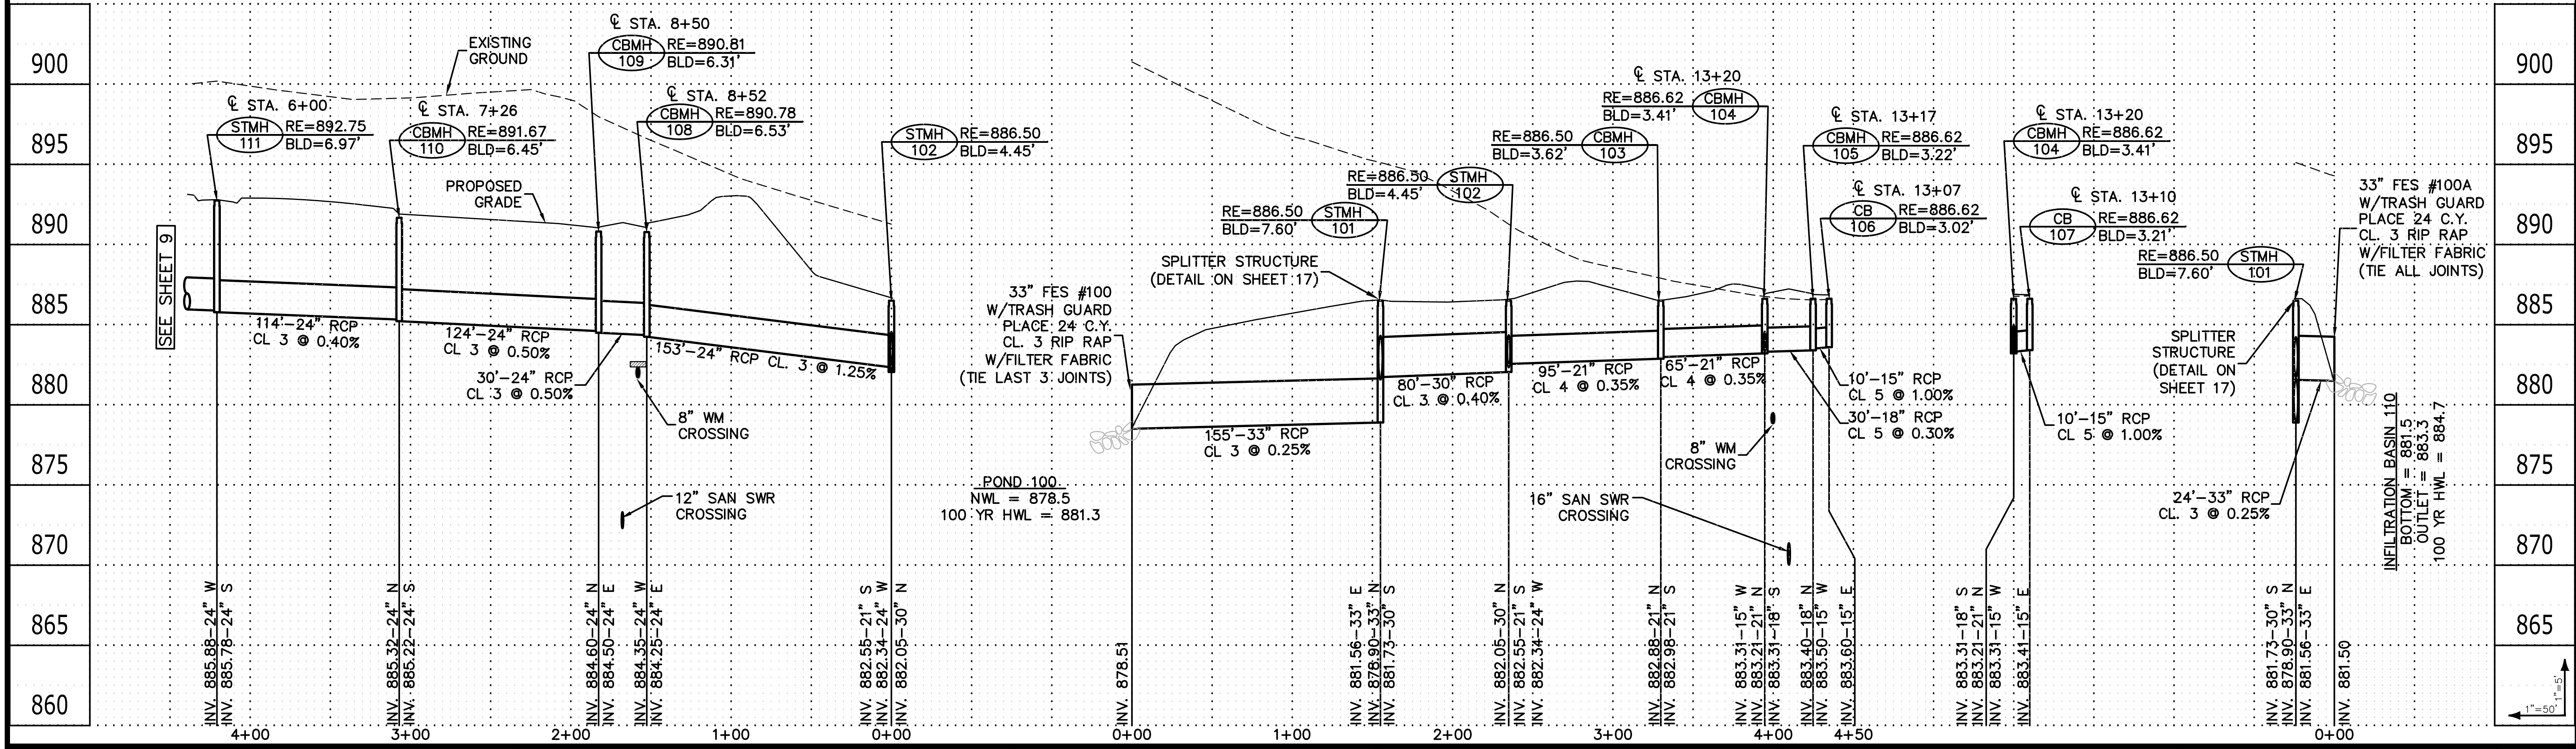 900
895
890
885
880
875
870
865
860
SEE SHEET 9
EXISTING
GROUND
PROPOSED
GRADE
℄ STA. 6+00
STMH
111
RE=892.75
BLD=6.97'
℄ STA. 7+26
CBMH
110
RE=891.67
BLD=6.45'
℄ STA. 8+50
CBMH
109
RE=890.81
BLD=6.31'
℄ STA. 8+52
CBMH
108
RE=890.78
BLD=6.53'
STMH
102
RE=886.50
BLD=4.45'
114'-24" RCP
CL 3 @ 0.40%
124'-24" RCP
CL 3 @ 0.50%
30'-24" RCP
CL 3 @ 0.50%
153'-24" RCP CL. 3 @ 1.25%
8" WM
CROSSING
12" SAN SWR
CROSSING
INV. 885.88-24" W
INV. 885.78-24" S
INV. 885.32-24" N
INV. 885.22-24" S
INV. 884.60-24" N
INV. 884.50-24" E
INV. 884.35-24" W
INV. 884.25-24" E
INV. 882.55-21" S
INV. 882.34-24" W
INV. 882.05-30" N
4+00
3+00
2+00
1+00
0+00
33" FES #100
W/TRASH GUARD
PLACE 24 C.Y.
CL. 3 RIP RAP
W/FILTER FABRIC
(TIE LAST 3 JOINTS)
POND 100
NWL = 878.5
100 YR HWL = 881.3
SPLITTER STRUCTURE
(DETAIL ON SHEET 17)
RE=886.50
BLD=7.60'
STMH
101
RE=886.50
BLD=4.45'
STMH
102
RE=886.50
BLD=3.62'
CBMH
103
℄ STA. 13+20
RE=886.62
BLD=3.41'
CBMH
104
℄ STA. 13+17
CBMH
105
RE=886.62
BLD=3.22'
℄ STA. 13+07
CB
106
RE=886.62
BLD=3.02'
155'-33" RCP
CL 3 @ 0.25%
80'-30" RCP
CL 3 @ 0.40%
95'-21" RCP
CL 4 @ 0.35%
65'-21" RCP
CL 4 @ 0.35%
10'-15" RCP
CL 5 @ 1.00%
30'-18" RCP
CL 5 @ 0.30%
8" WM
CROSSING
16" SAN SWR
CROSSING
INV. 878.51
INV. 881.56-33" E
INV. 878.90-33" N
INV. 881.73-30" S
INV. 882.05-30" N
INV. 882.55-21" S
INV. 882.34-24" W
INV. 882.88-21" N
INV. 882.98-21" S
INV. 883.31-15" W
INV. 883.21-21" N
INV. 883.31-18" S
INV. 883.40-18" N
INV. 883.50-15" W
INV. 883.60-15" E
0+00
1+00
2+00
3+00
4+00
4+50
℄ STA. 13+20
CBMH
104
RE=886.62
BLD=3.41'
℄ STA. 13+10
CB
107
RE=886.62
BLD=3.21'
10'-15" RCP
CL 5 @ 1.00%
INV. 883.31-18" S
INV. 883.21-21" N
INV. 883.31-15" W
INV. 883.41-15" E
RE=886.50
BLD=7.60'
STMH
101
SPLITTER
STRUCTURE
(DETAIL ON
SHEET 17)
33" FES #100A
W/TRASH GUARD
PLACE 24 C.Y.
CL. 3 RIP RAP
W/FILTER FABRIC
(TIE ALL JOINTS)
24'-33" RCP
CL. 3 @ 0.25%
INFILTRATION BASIN 110
BOTTOM = 881.5
OUTLET = 883.3
100 YR HWL = 884.7
INV. 881.73-30" S
INV. 878.90-33" N
INV. 881.56-33" E
INV. 881.50
0+00
900
895
890
885
880
875
870
865
1"=5'
1"=50'